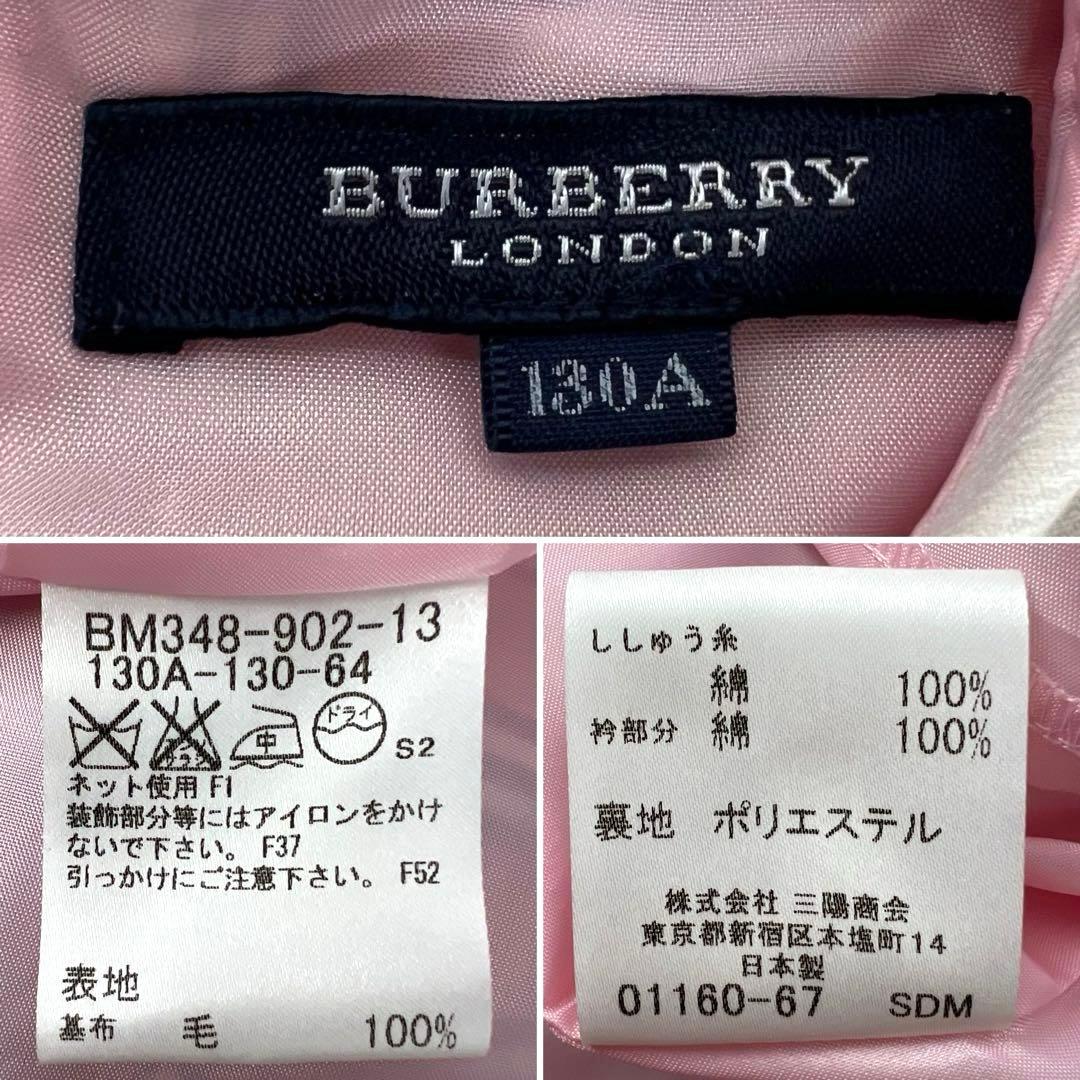 BURBERRY
LONDON
130A
BM348-902-13
130A-130-64
中 ドライ S2
ネット使用 F1
装飾部分等にはアイロンをかけ
ないで下さい。 F37
引っかけにご注意下さい。 F52
表地
基布 毛 100%
ししゅう糸
綿 100%
衿部分 綿 100%
裏地 ポリエステル
株式会社 三陽商会
東京都新宿区本塩町14
日本製
01160-67 SDM